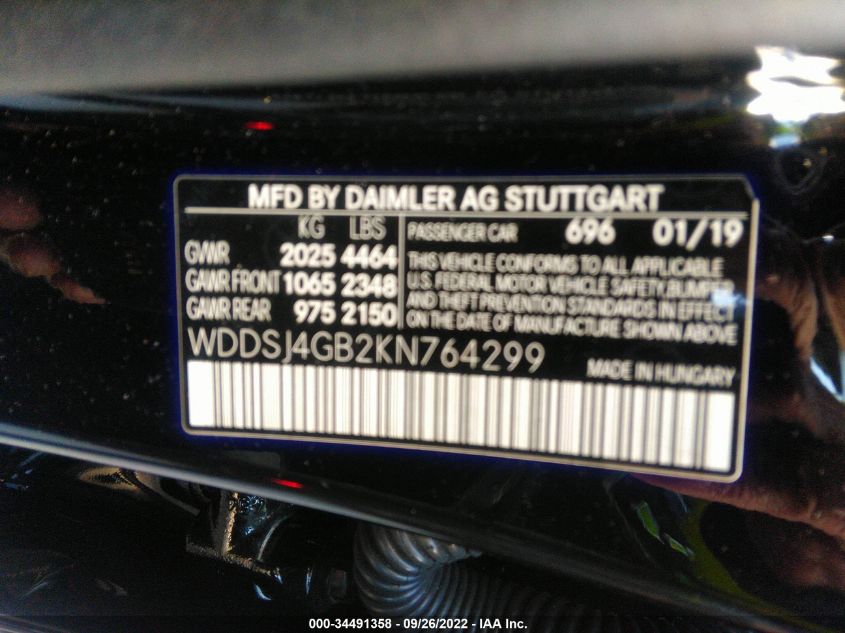 MFD BY DAIMLER AG STUTTGART
KG LBS
GVWR 2025 4464
GAWR FRONT 1065 2348
GAWR REAR 975 2150
PASSENGER CAR 696 01/19
THIS VEHICLE CONFORMS TO ALL APPLICABLE
U.S. FEDERAL MOTOR VEHICLE SAFETY, BUMPER
AND THEFT PREVENTION STANDARDS IN EFFECT
ON THE DATE OF MANUFACTURE SHOWN ABOVE
WDDSJ4GB2KN764299
MADE IN HUNGARY
000-34491358 - 09/26/2022 - IAA Inc.